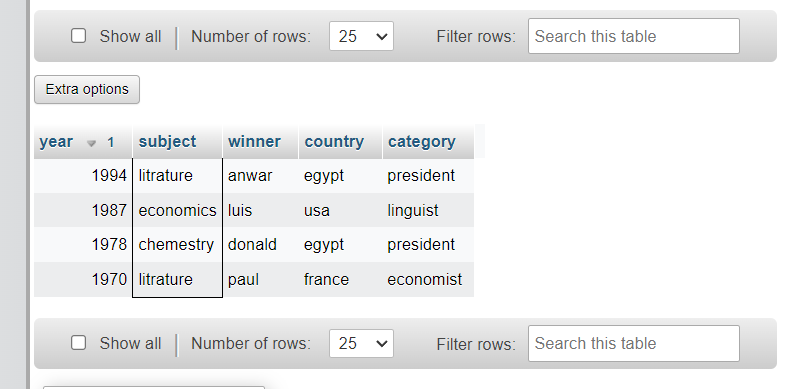 Show all Number of rows: 25 Filter rows: Search this table
Extra options
year 1 subject winner country category
1994 litrature anwar egypt president
1987 economics luis usa linguist
1978 chemestry donald egypt president
1970 litrature paul france economist
Show all Number of rows: 25 Filter rows: Search this table